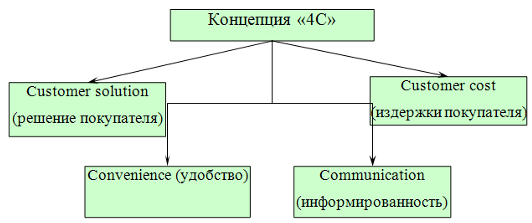 Концепция «4С»
Customer solution
(решение покупателя)
Customer cost
(издержки покупателя)
Convenience (удобство)
Communication
(информированность)